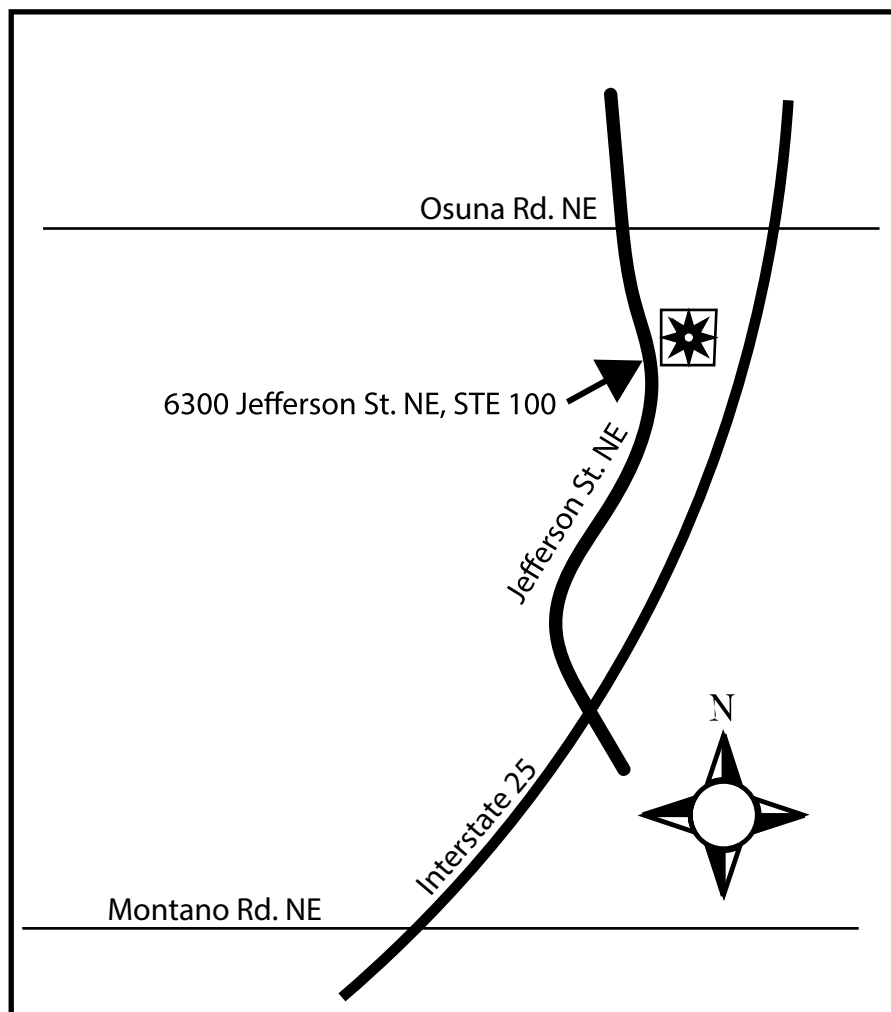 Osuna Rd. NE
6300 Jefferson St. NE, STE 100
Jefferson St. NE
N
Interstate 25
Montano Rd. NE